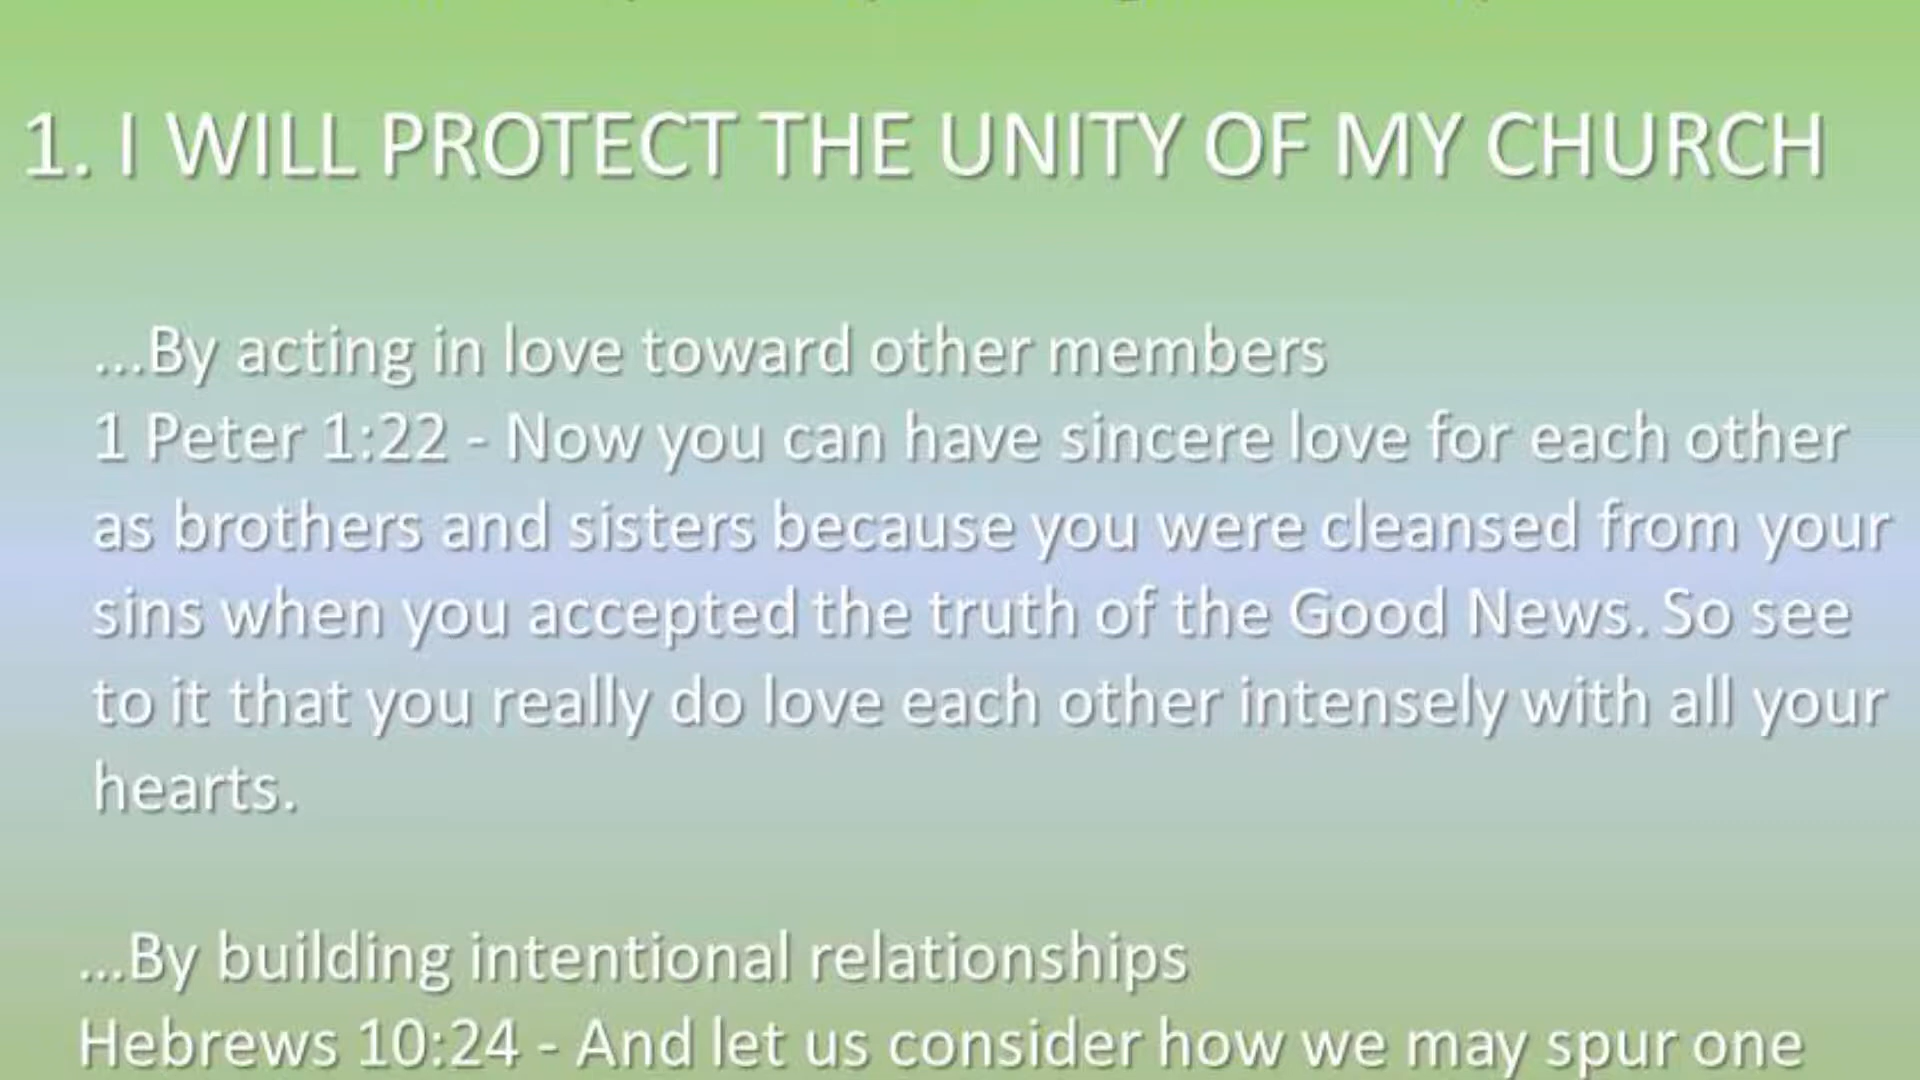 1. I WILL PROTECT THE UNITY OF MY CHURCH
...By acting in love toward other members
1 Peter 1:22 - Now you can have sincere love for each other
as brothers and sisters because you were cleansed from your
sins when you accepted the truth of the Good News. So see
to it that you really do love each other intensely with all your
hearts.
...By building intentional relationships
Hebrews 10:24 - And let us consider how we may spur one